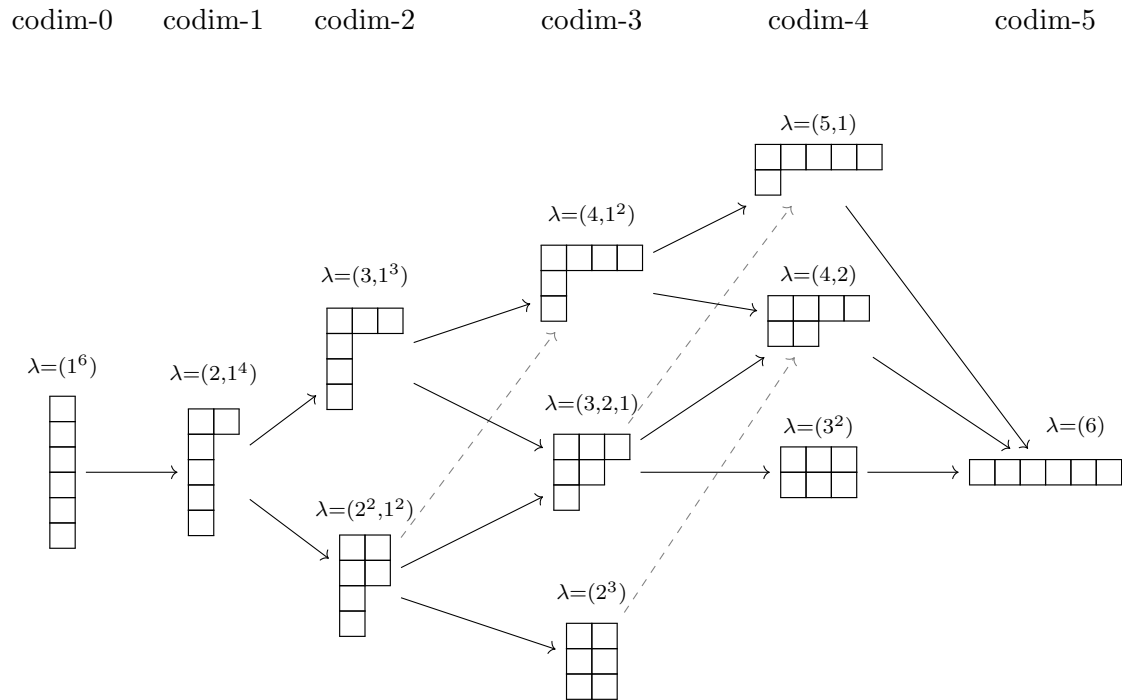 codim-0 codim-1 codim-2 codim-3 codim-4 codim-5
λ=(5,1)
λ=(4,1²)
λ=(3,1³)
λ=(4,2)
λ=(1⁶)
λ=(2,1⁴)
λ=(3,2,1)
λ=(3²)
λ=(6)
λ=(2²,1²)
λ=(2³)